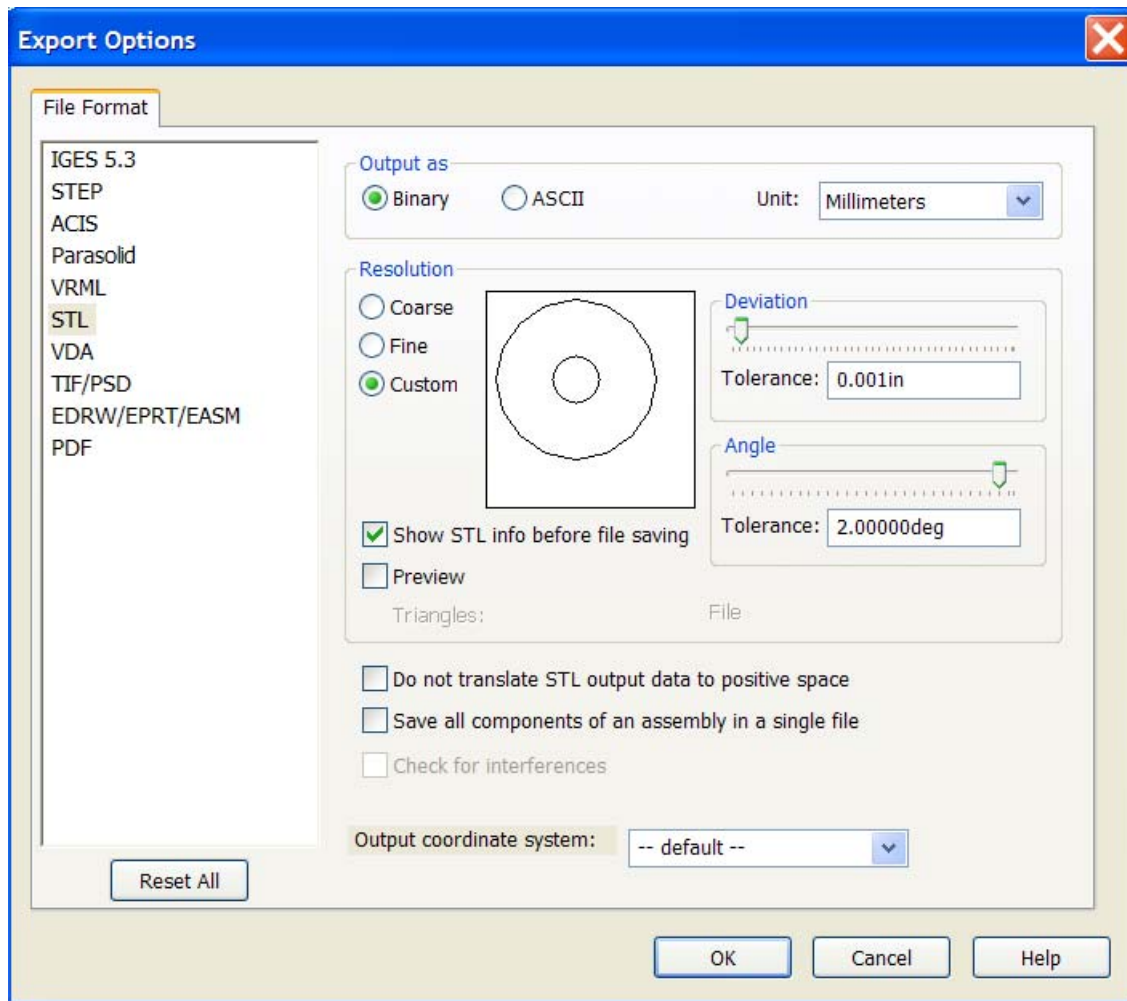 Export Options
File Format
IGES 5.3
STEP
ACIS
Parasolid
VRML
STL
VDA
TIF/PSD
EDRW/EPRT/EASM
PDF
Reset All
Output as
Binary
ASCII
Unit:
Millimeters
Resolution
Coarse
Fine
Custom
Deviation
Tolerance:
0.001in
Angle
Tolerance:
2.00000deg
Show STL info before file saving
Preview
Triangles:
File
Do not translate STL output data to positive space
Save all components of an assembly in a single file
Check for interferences
Output coordinate system:
-- default --
OK
Cancel
Help